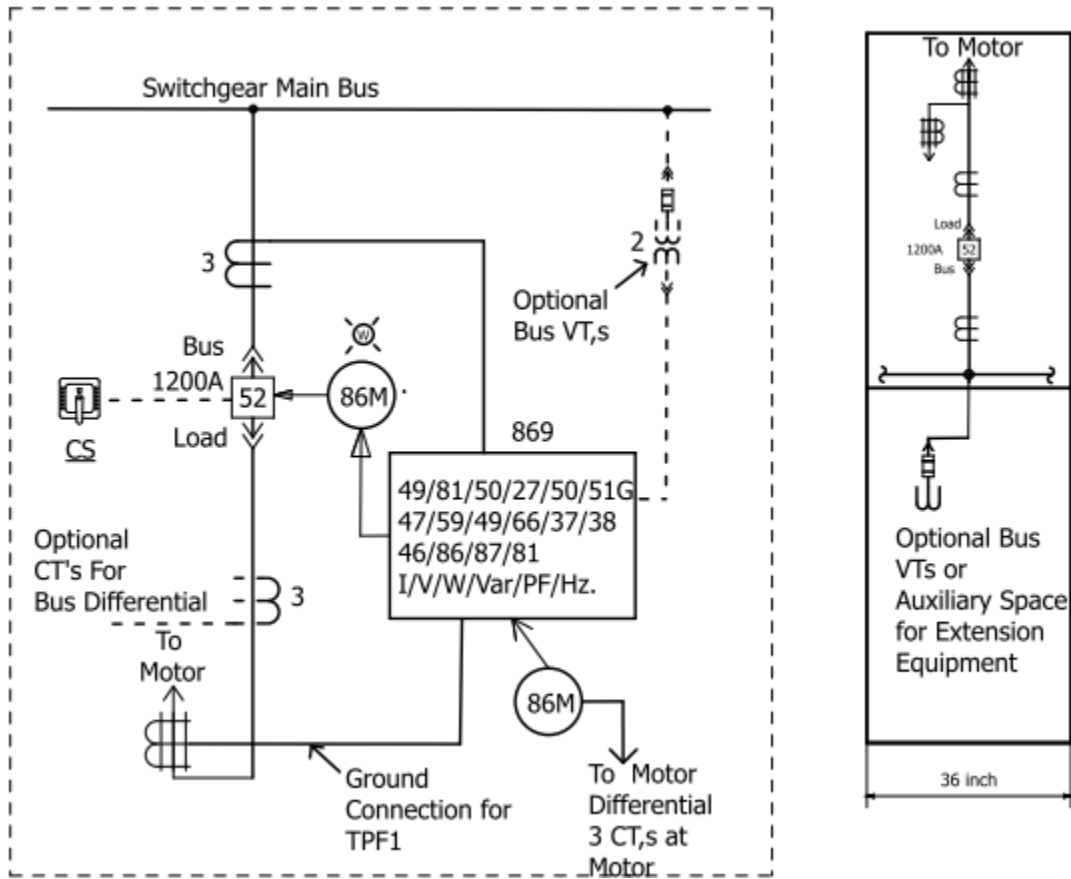 Switchgear Main Bus
3
2
Optional
Bus VT,s
W
Bus
1200A
52
Load
86M
CS
869
49/81/50/27/50/51G
47/59/49/66/37/38
46/86/87/81
I/V/W/Var/PF/Hz.
Optional
CT's For
Bus Differential
3
To
Motor
86M
Ground
Connection for
TPF1
To Motor
Differential
3 CT,s at
Motor
To Motor
Load
1200A
52
Bus
Optional Bus
VTs or
Auxiliary Space
for Extension
Equipment
36 inch